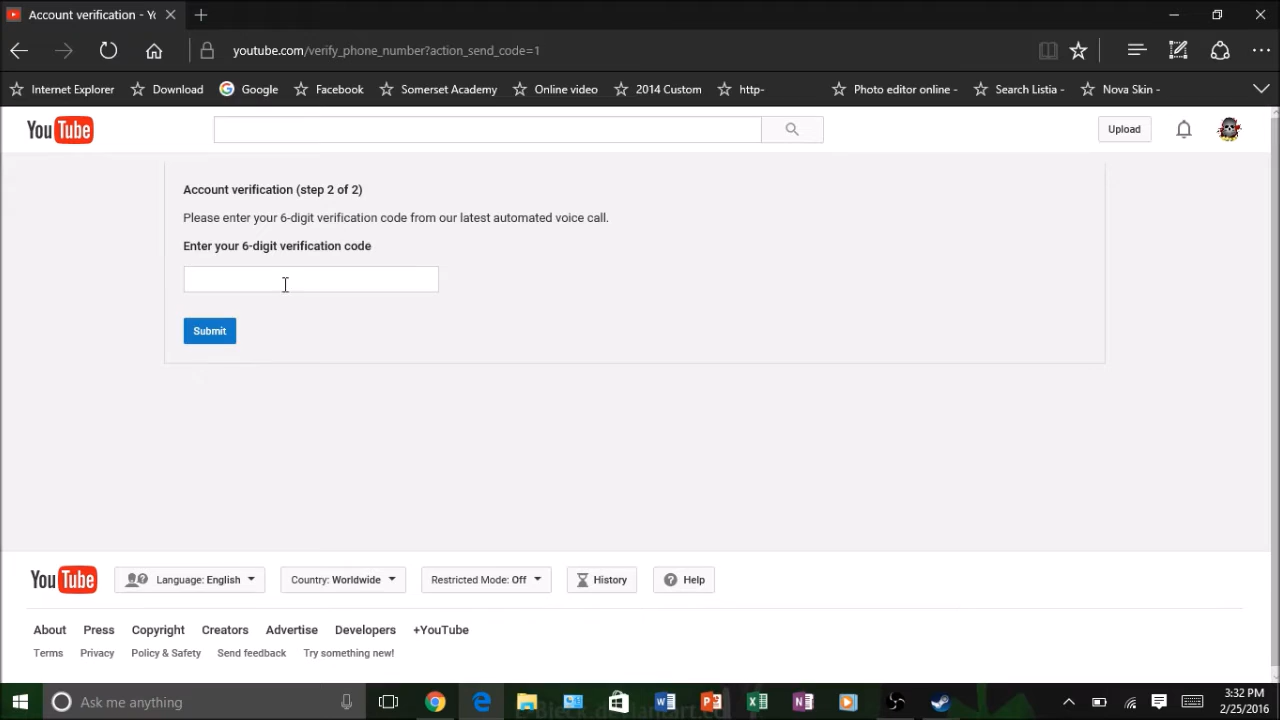 Account verification - Yo
youtube.com/verify_phone_number?action_send_code=1
Internet Explorer Download Google Facebook Somerset Academy Online video 2014 Custom http- Photo editor online - Search Listia - Nova Skin -
YouTube Upload
Account verification (step 2 of 2)
Please enter your 6-digit verification code from our latest automated voice call.
Enter your 6-digit verification code
Submit
YouTube Language: English Country: Worldwide Restricted Mode: Off History Help
About Press Copyright Creators Advertise Developers +YouTube
Terms Privacy Policy & Safety Send feedback Try something new!
Ask me anything
3:32 PM
2/25/2016